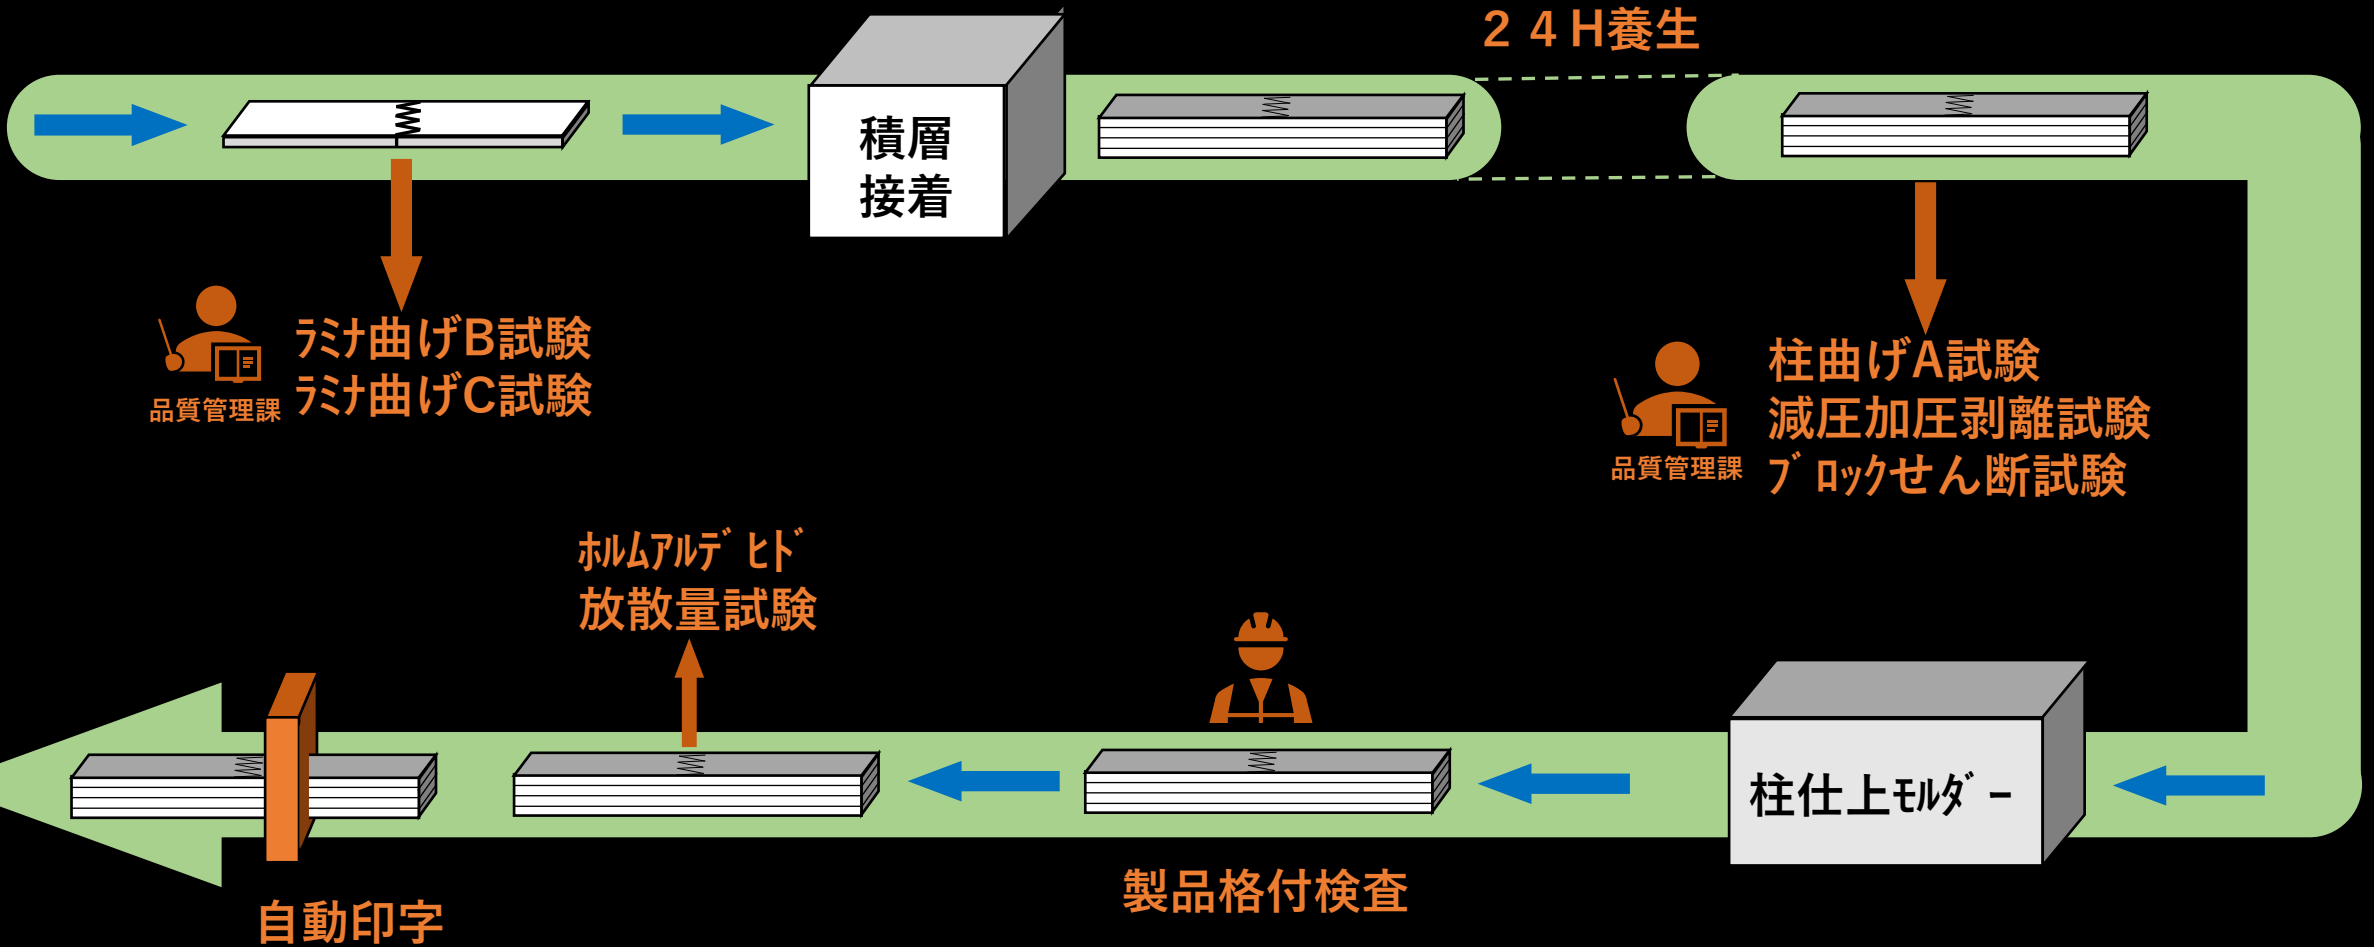 ２４H養生
積層
接着
ﾗﾐﾅ曲げB試験
ﾗﾐﾅ曲げC試験
品質管理課
柱曲げA試験
減圧加圧剥離試験
ﾌﾞﾛｯｸせん断試験
品質管理課
ﾎﾙﾑｱﾙﾃﾞﾋﾄﾞ
放散量試験
柱仕上ﾓﾙﾀﾞｰ
製品格付検査
自動印字